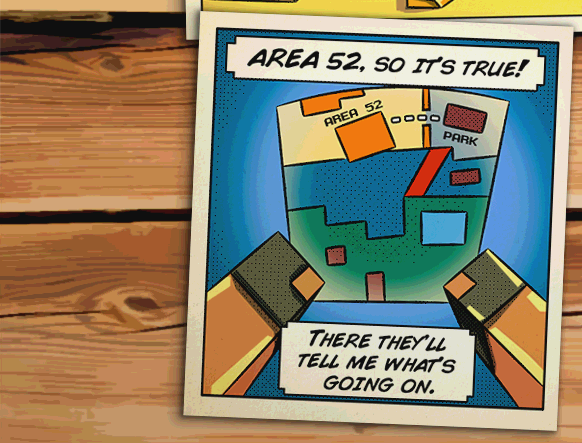 AREA 52, SO IT'S TRUE!
AREA 52
PARK
THERE THEY'LL
TELL ME WHAT'S
GOING ON.